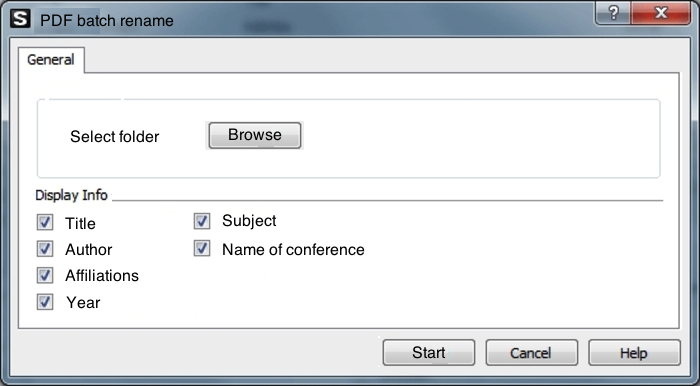 S PDF batch rename
?
General
Select folder
Browse
Display Info
Title
Subject
Author
Name of conference
Affiliations
Year
Start
Cancel
Help